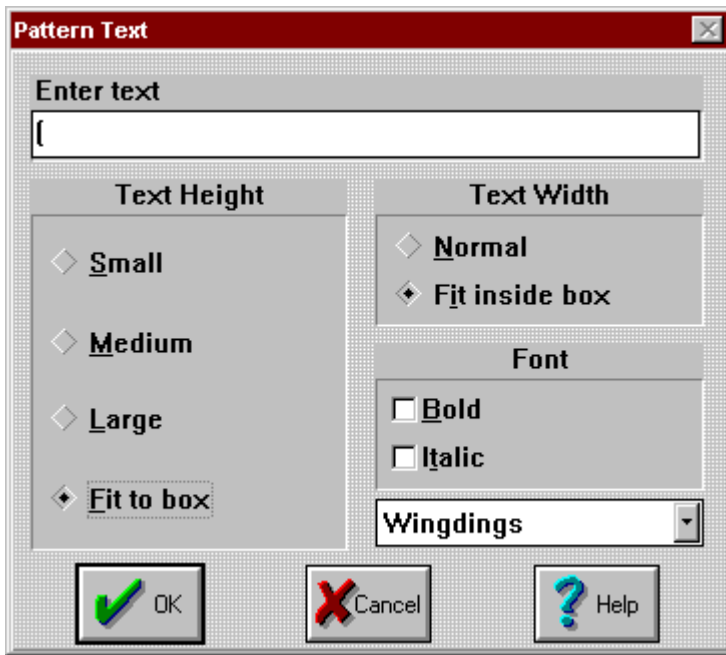 Pattern Text
Enter text
(
Text Height
Small
Medium
Large
Fit to box
Text Width
Normal
Fit inside box
Font
Bold
Italic
Wingdings
OK
Cancel
Help